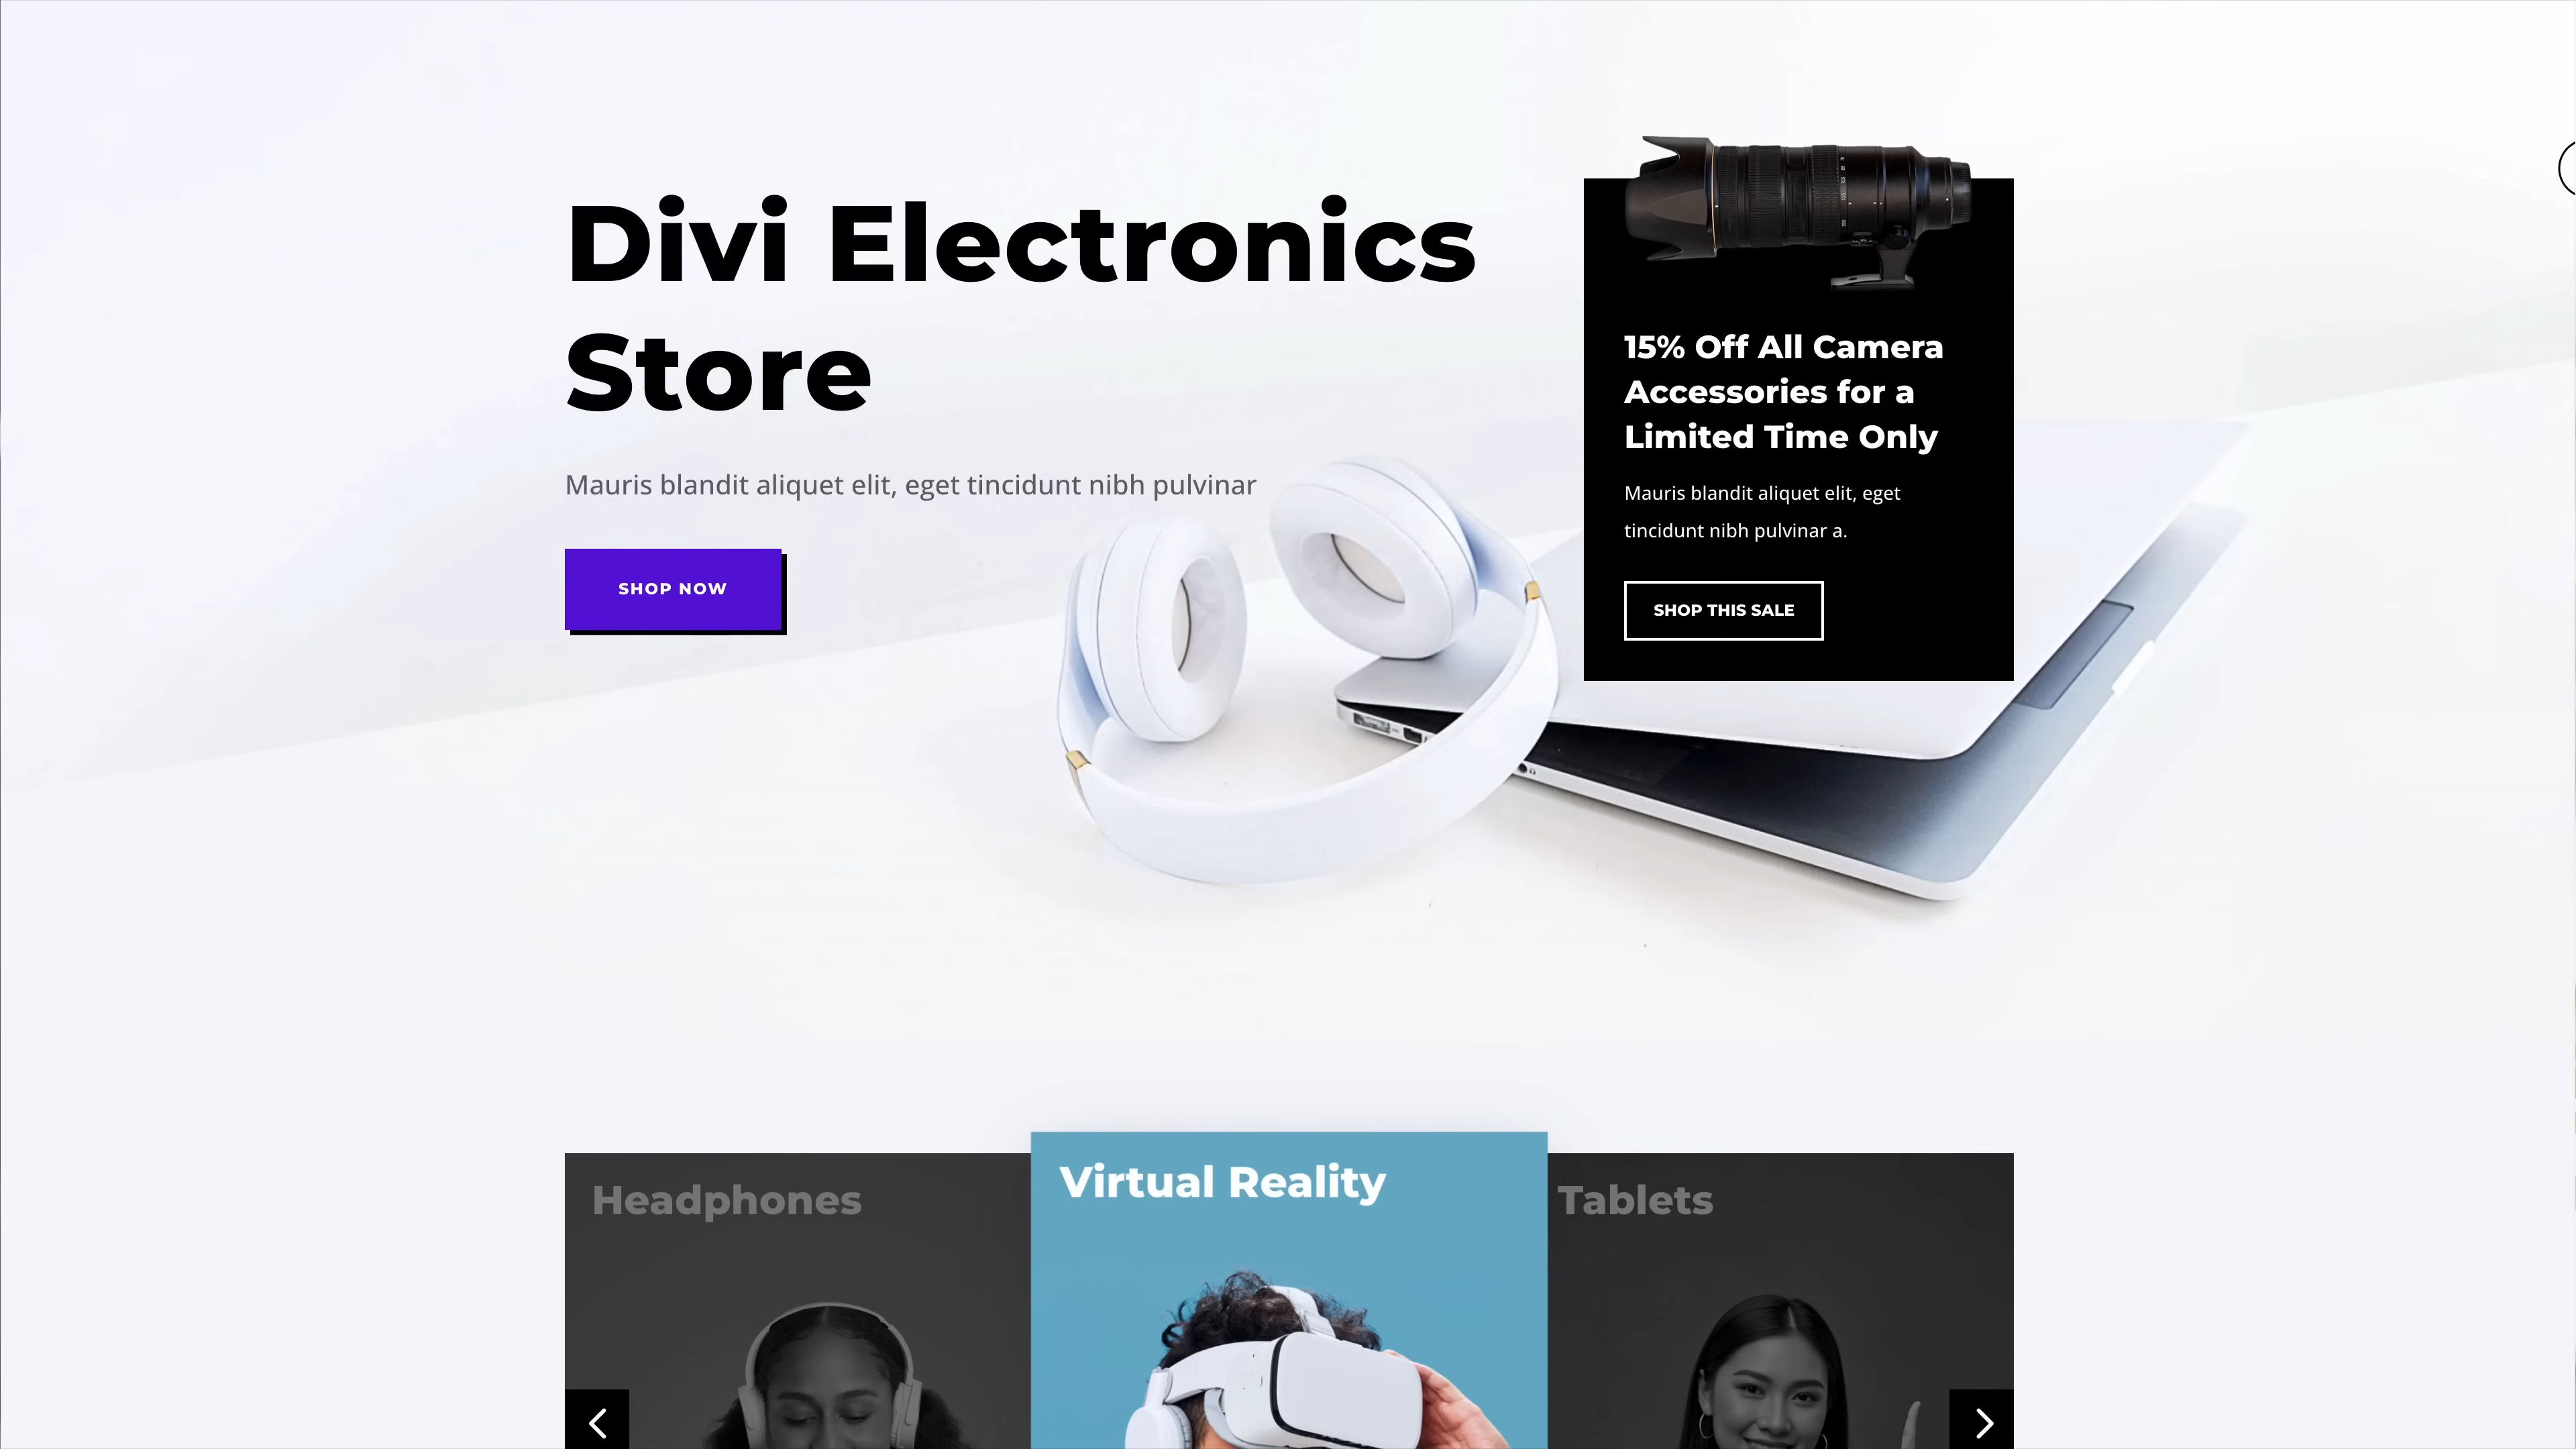 Divi Electronics
Store
Mauris blandit aliquet elit, eget tincidunt nibh pulvinar
SHOP NOW
15% Off All Camera
Accessories for a
Limited Time Only
Mauris blandit aliquet elit, eget
tincidunt nibh pulvinar a.
SHOP THIS SALE
Headphones
Virtual Reality
Tablets